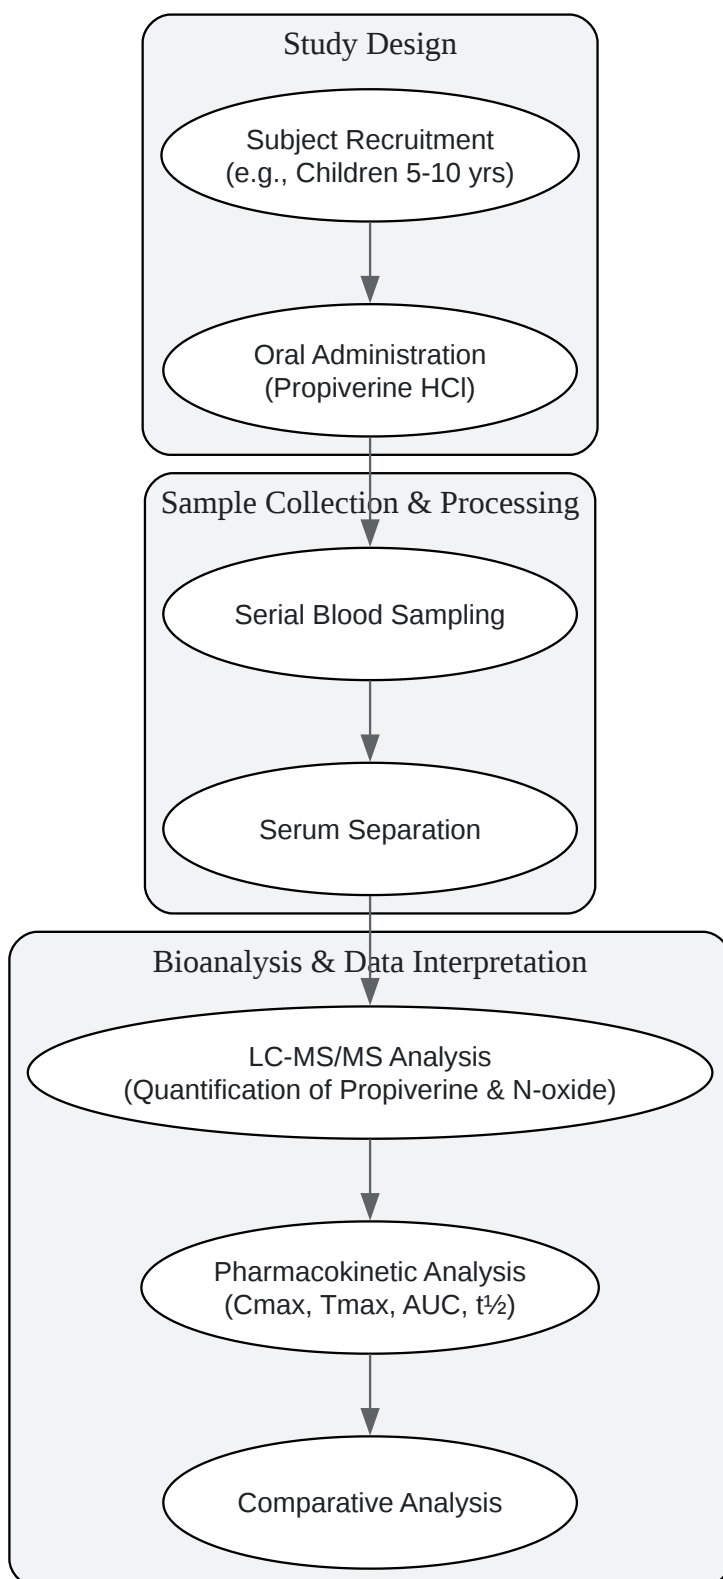 Study Design
Subject Recruitment
(e.g., Children 5-10 yrs)
Oral Administration
(Propiverine HCl)
Sample Collection & Processing
Serial Blood Sampling
Serum Separation
Bioanalysis & Data Interpretation
LC-MS/MS Analysis
(Quantification of Propiverine & N-oxide)
Pharmacokinetic Analysis
(Cmax, Tmax, AUC, t½)
Comparative Analysis